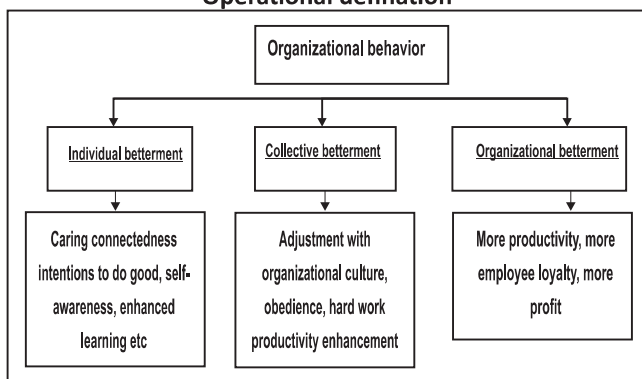 Operational defination
Organizational behavior
Individual betterment
Collective betterment
Organizational betterment
Caring connectedness
intentions to do good, self-
awareness, enhanced
learning etc
Adjustment with
organizational culture,
obedience, hard work
productivity enhancement
More productivity, more
employee loyalty, more
profit